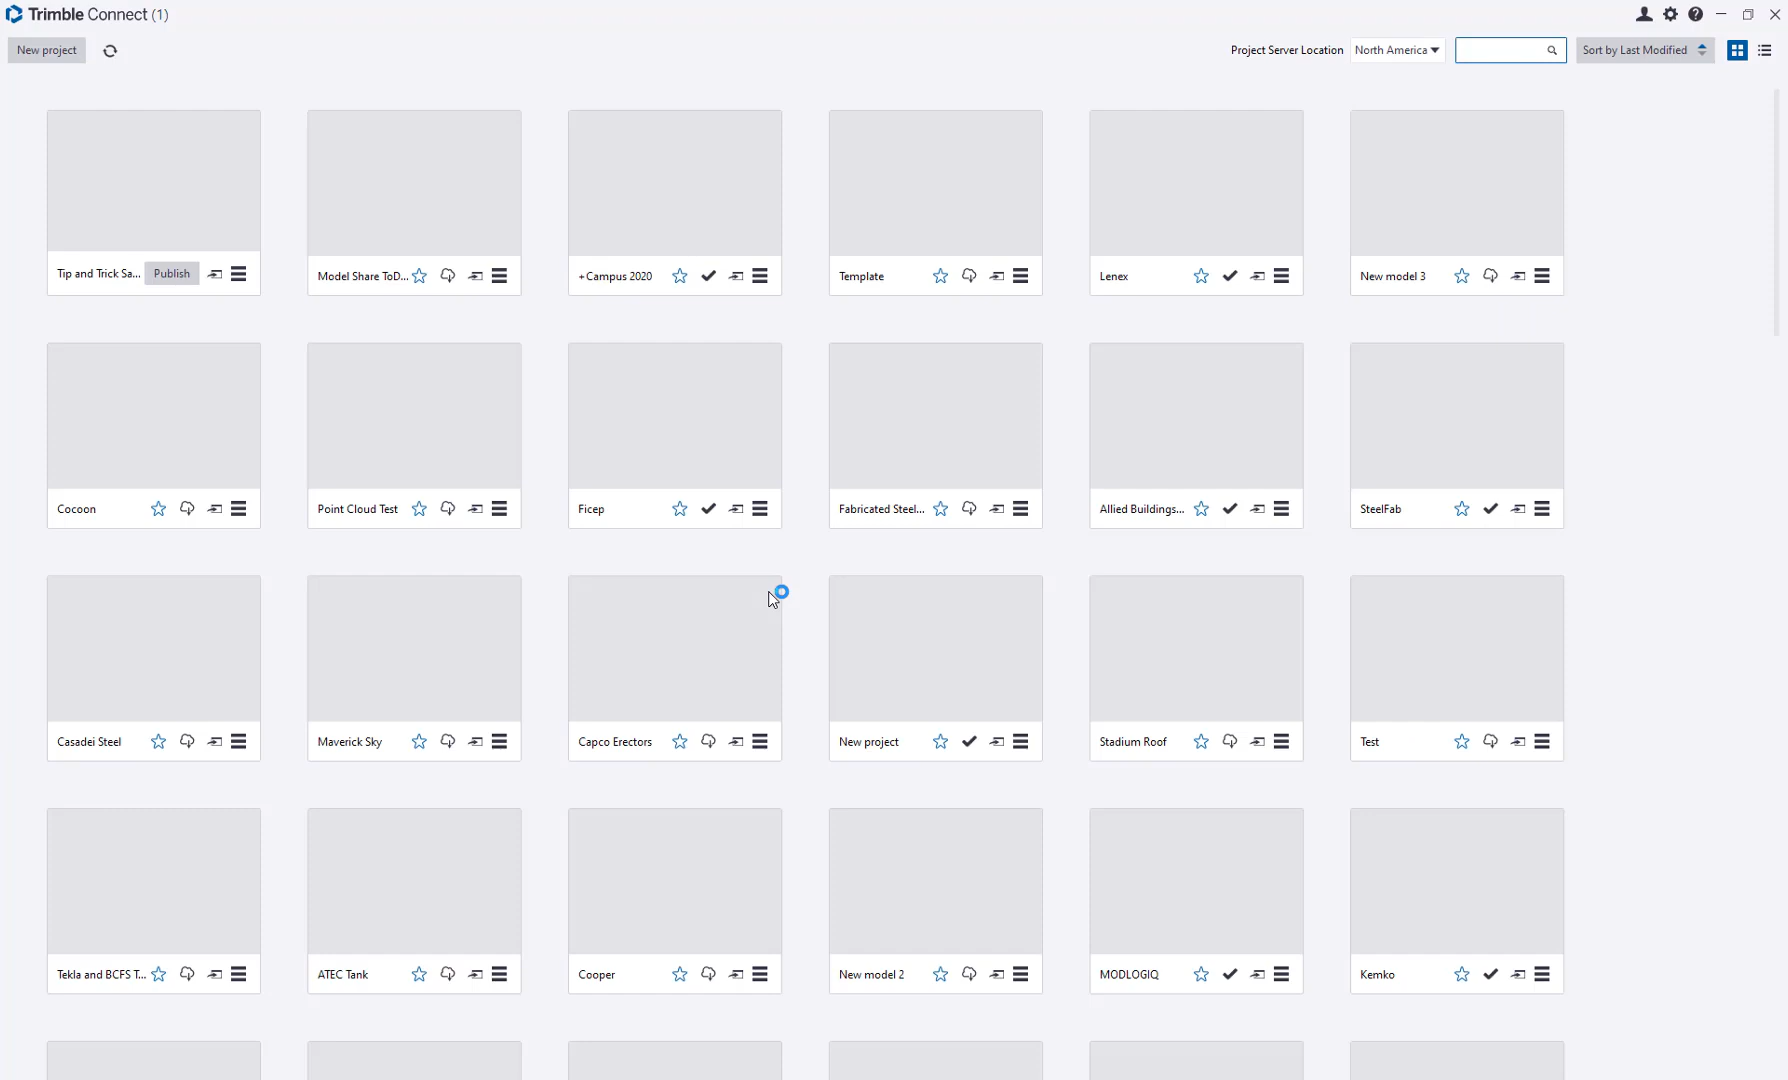 Trimble Connect (1)
New project
Project Server Location North America Sort by Last Modified
Tip and Trick Sa... Publish
Model Share ToD...
+Campus 2020
Template
Lenex
New model 3
Cocoon
Point Cloud Test
Ficep
Fabricated Steel...
Allied Buildings...
SteelFab
Casadei Steel
Maverick Sky
Capco Erectors
New project
Stadium Roof
Test
Tekla and BCFS T...
ATEC Tank
Cooper
New model 2
MODLOGIQ
Kemko